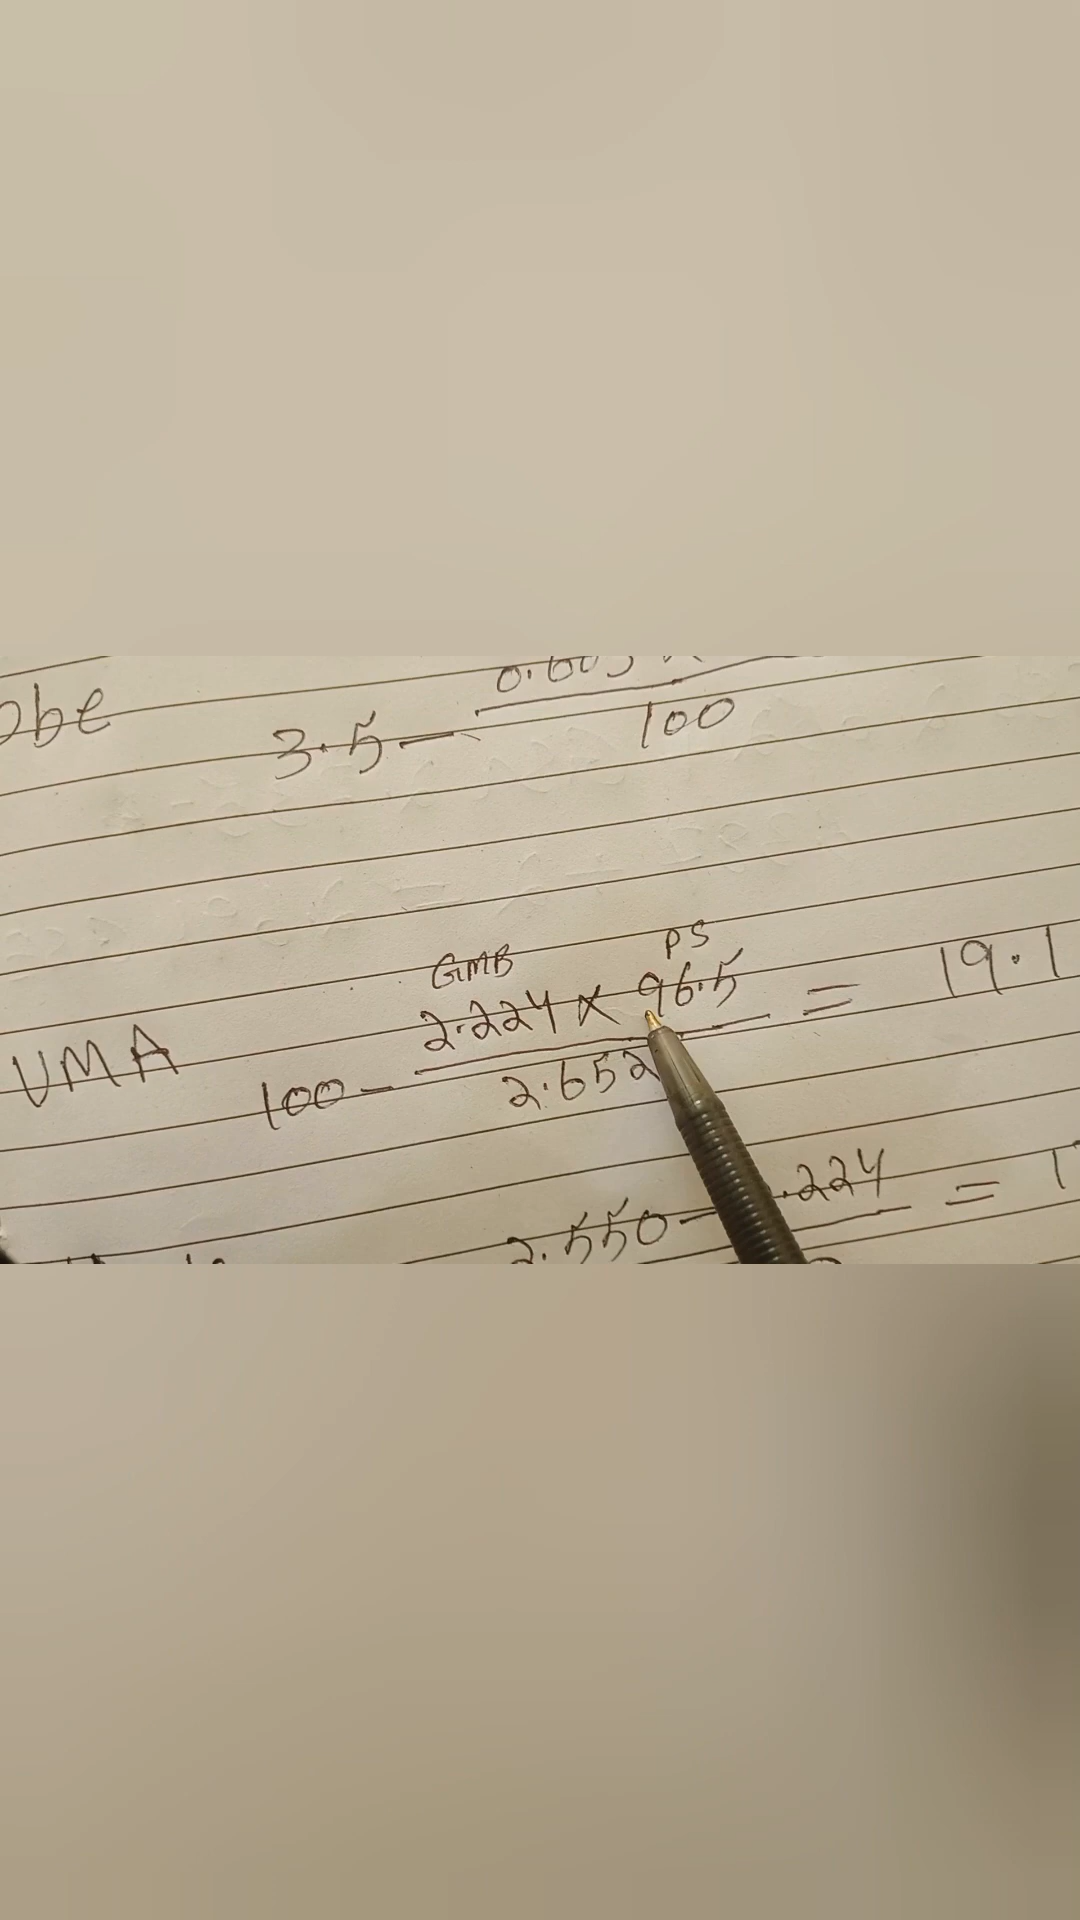 be
3.5 —
100
GMB PS
2.224 × 96.5 = 19.1
VMA 100 —
2.652
2.550 — .224 =